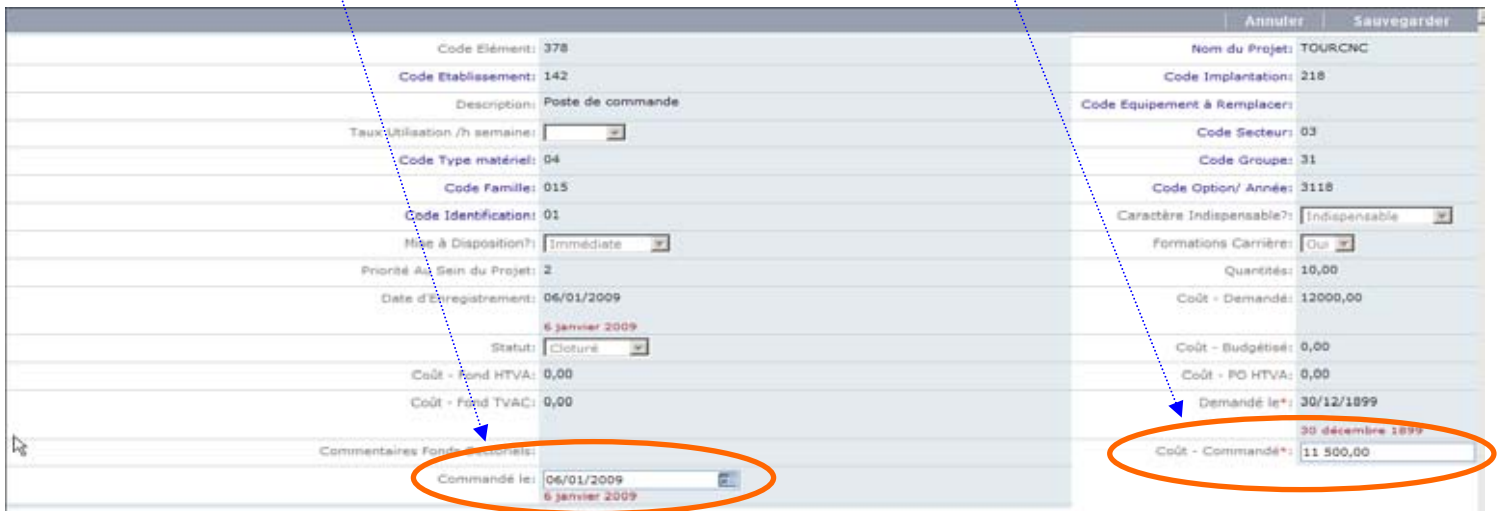 Annuler Sauvegarder
Code Elément: 378 Nom du Projet: TOURCNC
Code Etablissement: 142 Code Implantation: 218
Description: Poste de commande Code Equipement à Remplacer:
Taux Utilisation /h semaine: Code Secteur: 03
Code Type matériel: 04 Code Groupe: 31
Code Famille: 015 Code Option/ Année: 3118
Code Identification: 01 Caractère Indispensable?: Indispensable
Mise à Disposition?: Immédiate Formations Carrière: Oui
Priorité Au Sein du Projet: 2 Quantités: 10,00
Date d'Enregistrement: 06/01/2009 Coût - Demandé: 12000,00
6 janvier 2009
Statut: Cloturé Coût - Budgétisé: 0,00
Coût - Fond HTVA: 0,00 Coût - PO HTVA: 0,00
Coût - Fond TVAC: 0,00 Demandé le*: 30/12/1899
30 décembre 1899
Commentaires Fonds Sectoriels: Coût - Commandé*: 11 500,00
Commandé le: 06/01/2009
6 janvier 2009